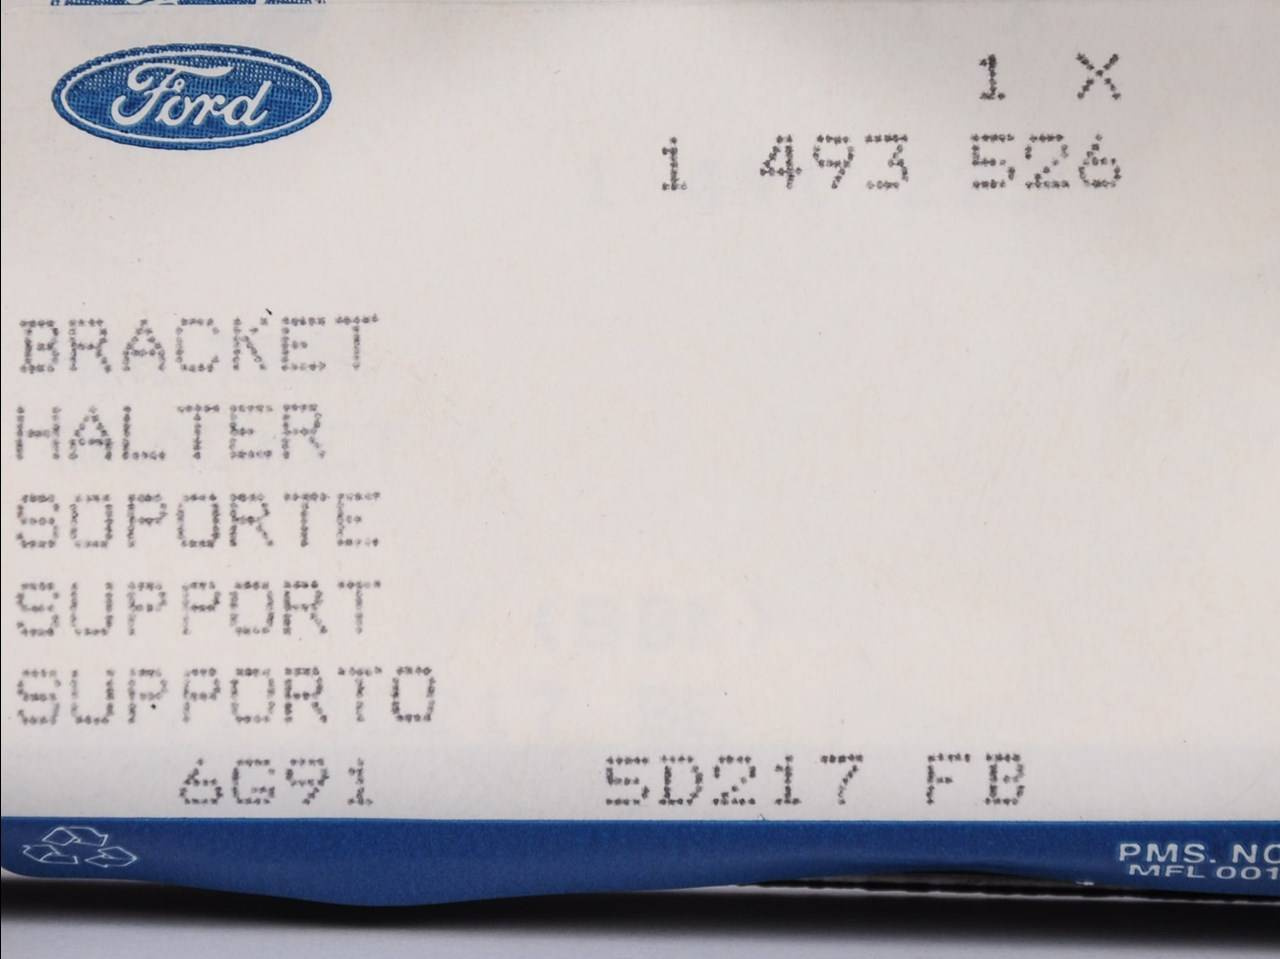 Ford
1 X
1 493 526
BRACKET
HALTER
SOPORTE
SUPPORT
SUPPORTO
6G91 5D217 FB
PMS. NO
MFL 001